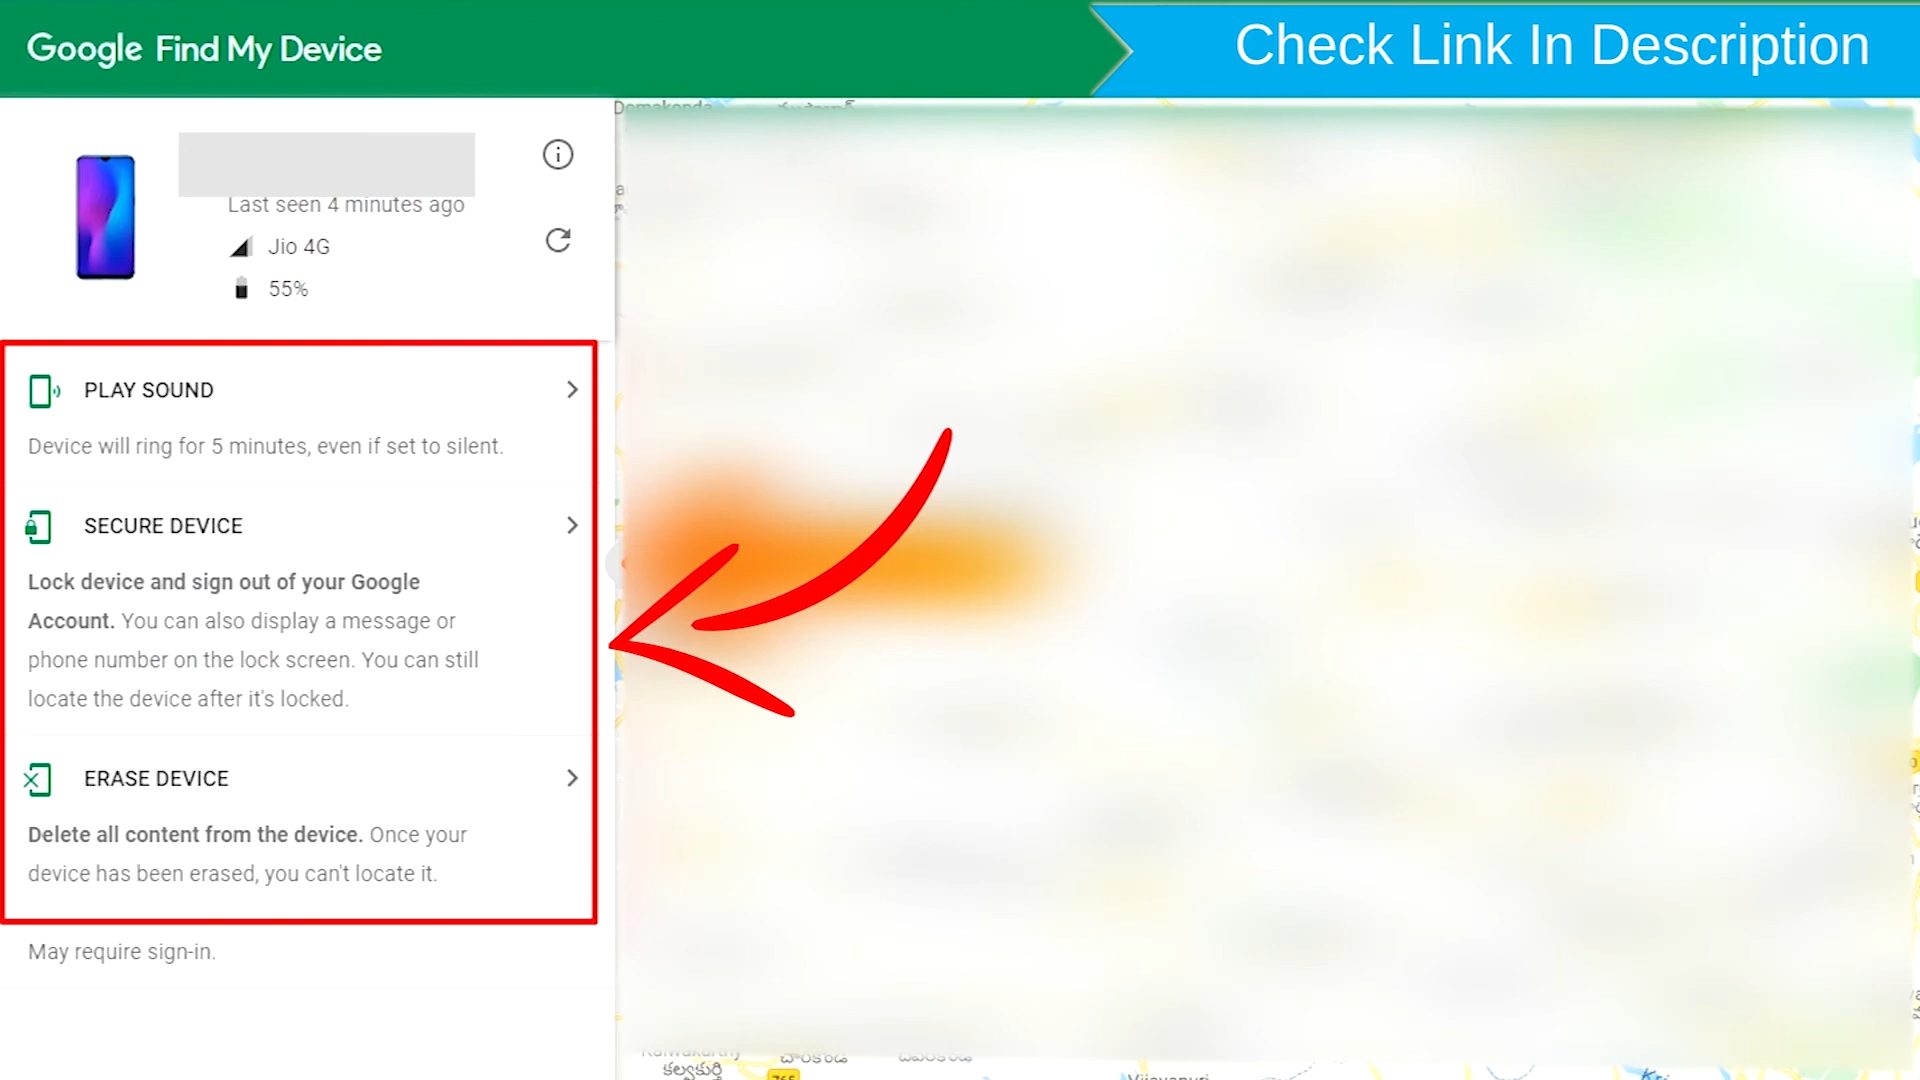 Google Find My Device
Check Link In Description
Last seen 4 minutes ago
Jio 4G
55%
PLAY SOUND
Device will ring for 5 minutes, even if set to silent.
SECURE DEVICE
Lock device and sign out of your Google
Account. You can also display a message or
phone number on the lock screen. You can still
locate the device after it's locked.
ERASE DEVICE
Delete all content from the device. Once your
device has been erased, you can't locate it.
May require sign-in.
కల్వకుర్తి